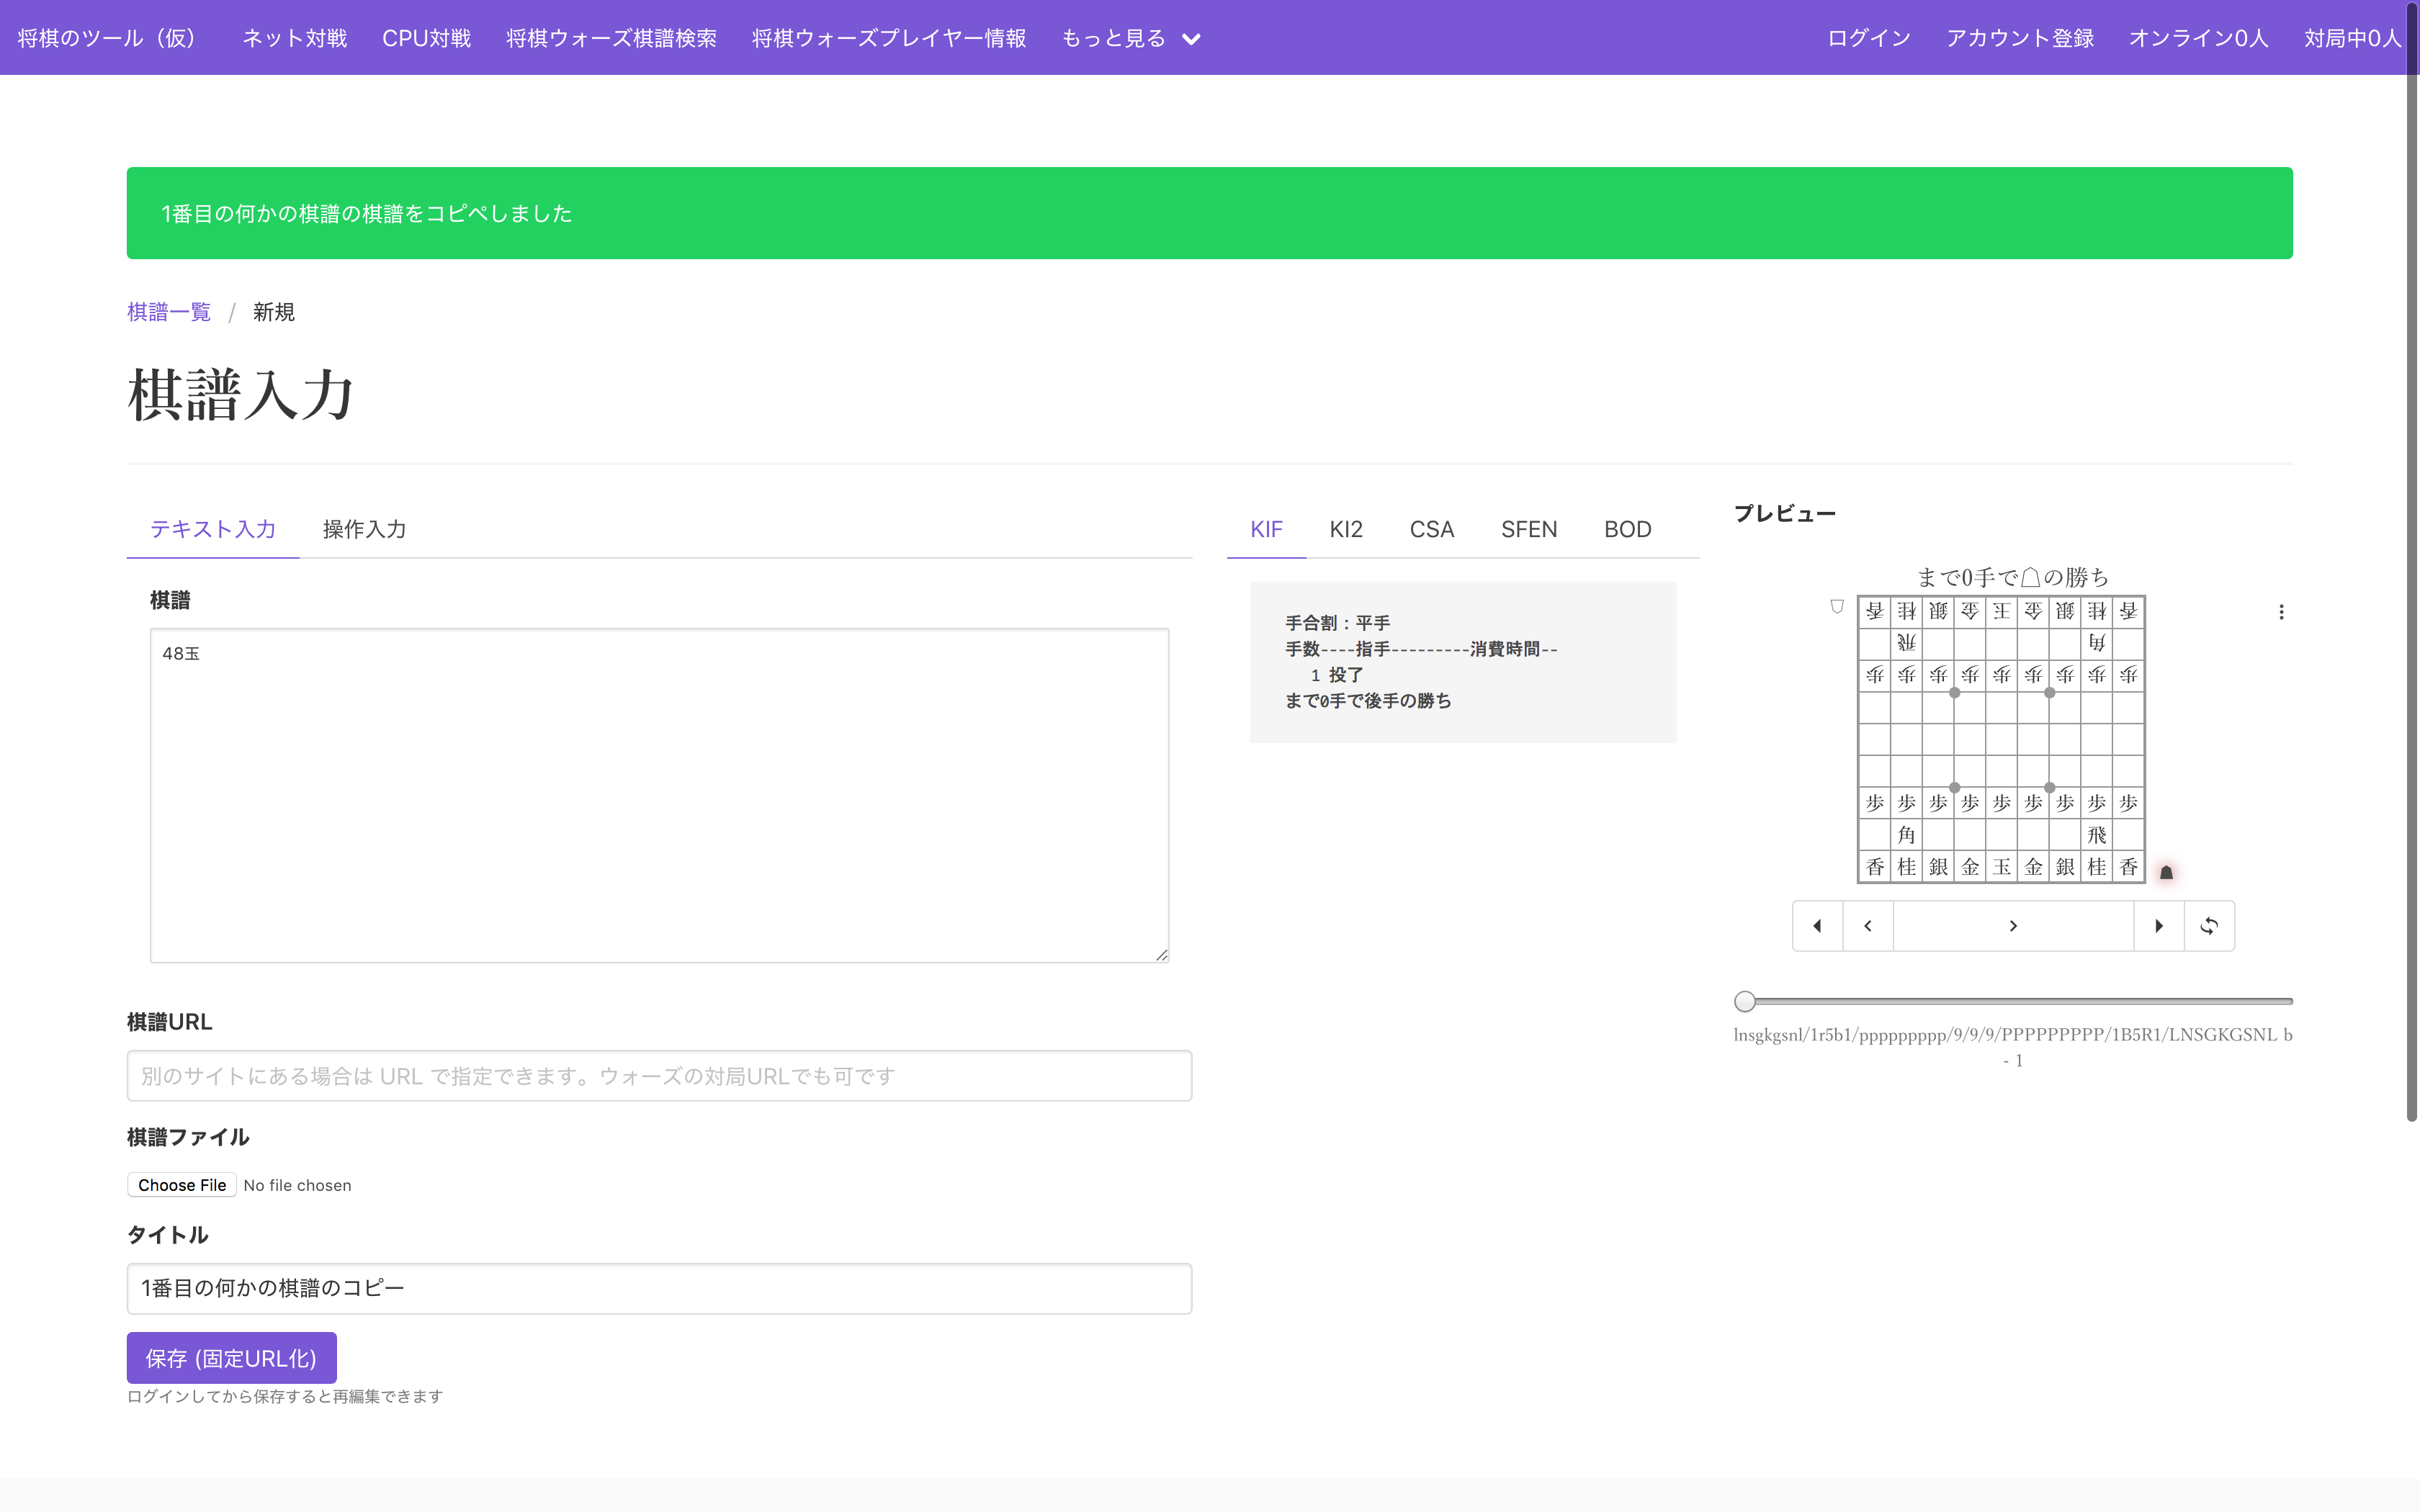 将棋のツール（仮） ネット対戦 CPU対戦 将棋ウォーズ棋譜検索 将棋ウォーズプレイヤー情報 もっと見る ログイン アカウント登録 オンライン0人 対局中0人
1番目の何かの棋譜の棋譜をコピペしました
棋譜一覧 / 新規
棋譜入力
テキスト入力 操作入力
棋譜
48玉
棋譜URL
別のサイトにある場合は URL で指定できます。ウォーズの対局URLでも可です
棋譜ファイル
Choose File No file chosen
タイトル
1番目の何かの棋譜のコピー
保存 (固定URL化)
ログインしてから保存すると再編集できます
KIF KI2 CSA SFEN BOD
手合割：平手
手数----指手---------消費時間--
1 投了
まで0手で後手の勝ち
プレビュー
まで0手で☖の勝ち
香桂銀金玉金銀桂香
飛 角
歩歩歩歩歩歩歩歩歩
歩歩歩歩歩歩歩歩歩
角 飛
香桂銀金玉金銀桂香
lnsgkgsnl/1r5b1/ppppppppp/9/9/9/PPPPPPPPP/1B5R1/LNSGKGSNL b
- 1